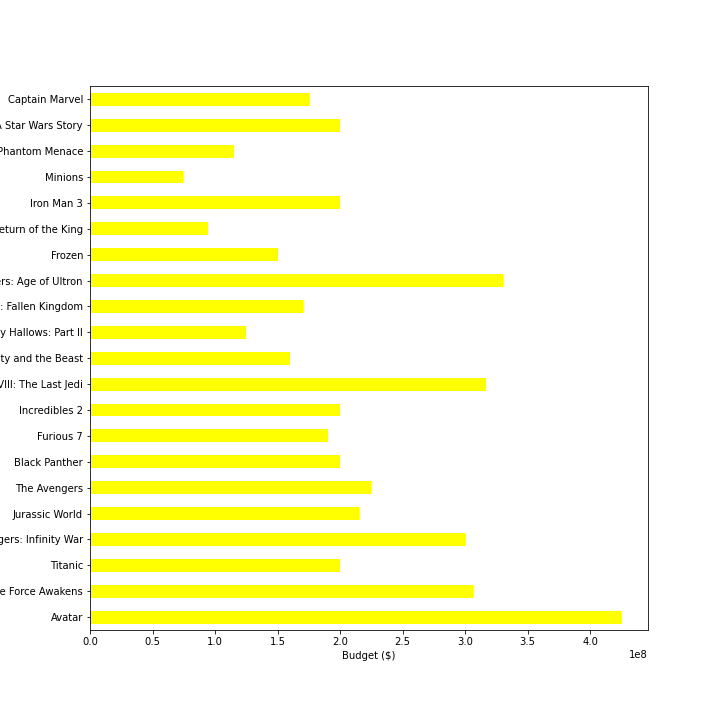 Captain Marvel
A Star Wars Story
Phantom Menace
Minions
Iron Man 3
eturn of the King
Frozen
ers: Age of Ultron
: Fallen Kingdom
y Hallows: Part II
ty and the Beast
VIII: The Last Jedi
Incredibles 2
Furious 7
Black Panther
The Avengers
Jurassic World
gers: Infinity War
Titanic
e Force Awakens
Avatar
0.0 0.5 1.0 1.5 2.0 2.5 3.0 3.5 4.0
Budget ($)
1e8